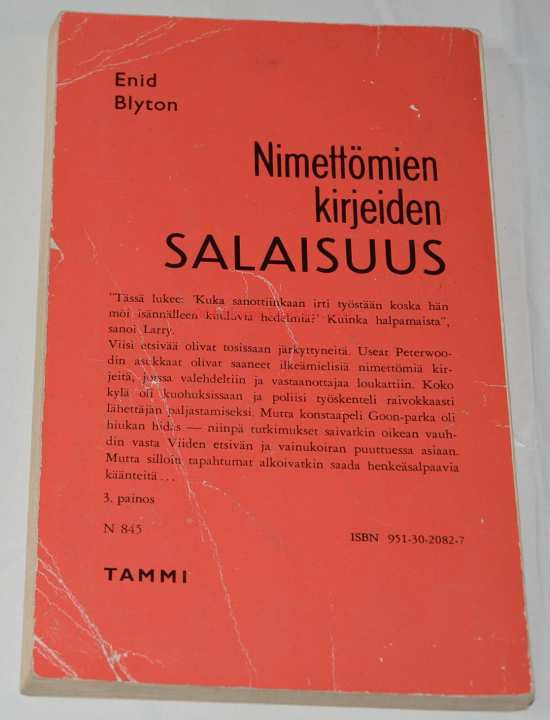 Enid
Blyton
Nimettömien
kirjeiden
SALAISUUS
"Tässä lukee: 'Kuka sanottiinkaan irti työstään koska hän
möi isännälleen kuuluvia hedelmiä?' Kuinka halpamaista",
sanoi Larry.
Viisi etsivää olivat tosissaan järkyttyneitä. Useat Peterwoo-
din asukkaat olivat saaneet ilkeämielisiä nimettömiä kir-
jeitä, joissa valehdeltiin ja vastaanottajaa loukattiin. Koko
kylä oli kuohuksissaan ja poliisi työskenteli raivokkaasti
lähettäjän paljastamiseksi. Mutta konstaapeli Goon-parka oli
hiukan hidas — niinpä tutkimukset saivatkin oikean vauh-
din vasta Viiden etsivän ja vainukoiran puuttuessa asiaan.
Mutta silloin tapahtumat alkoivatkin saada henkeäsalpaavia
käänteitä . . .
3. painos
N 845
ISBN 951-30-2082-7
TAMMI